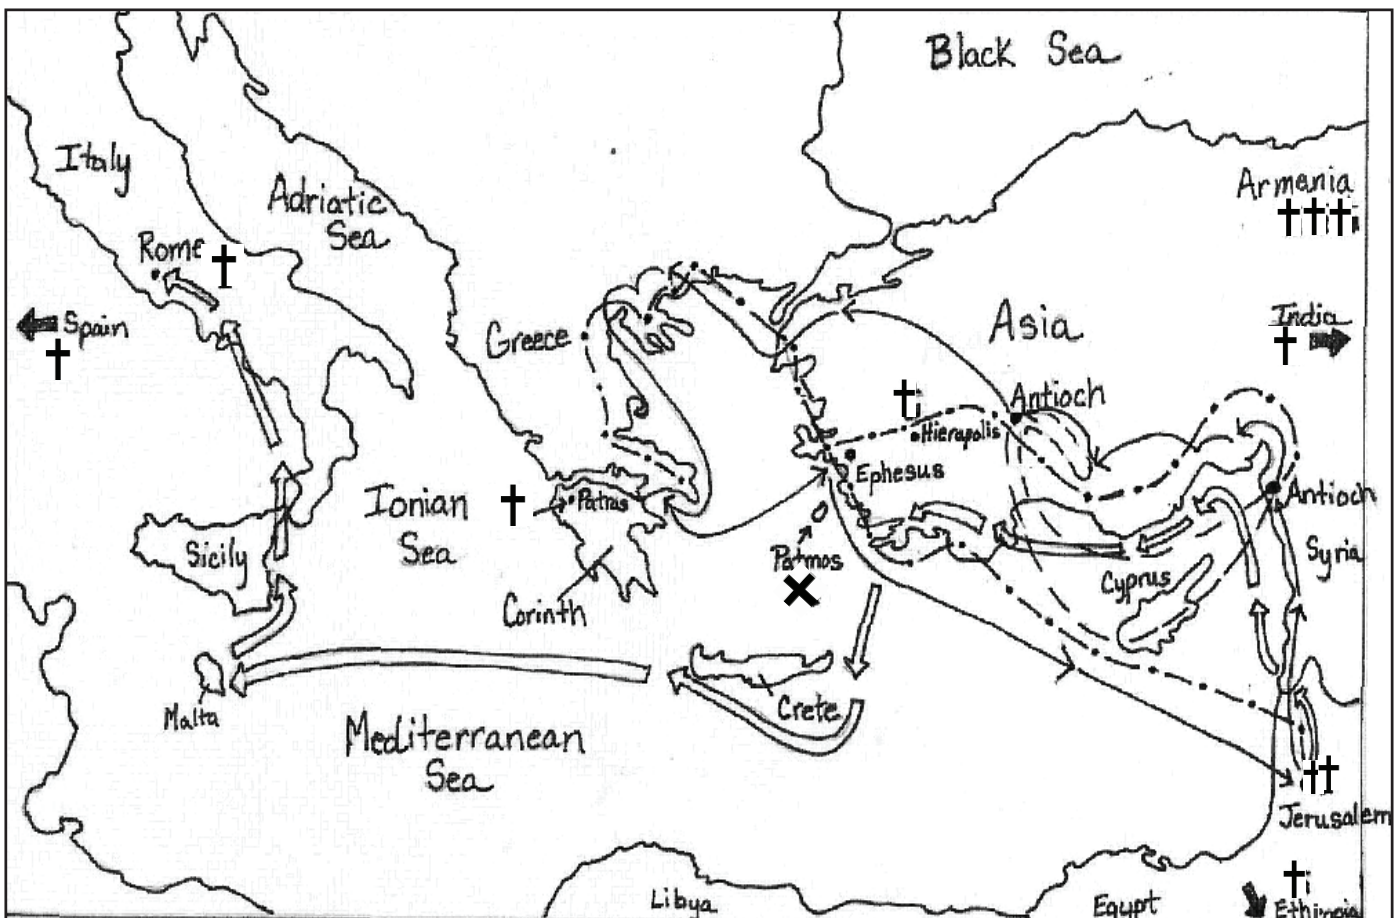 Black Sea
Italy
Armenia
Adriatic
Sea
Rome
Spain
India
Greece
Asia
Antioch
Hierapolis
Ephesus
Antioch
Ionian
Sea
Patras
Sicily
Patmos
Syria
Cyprus
Corinth
Malta
Crete
Mediterranean
Sea
Jerusalem
Libya
Egypt
Ethiopia